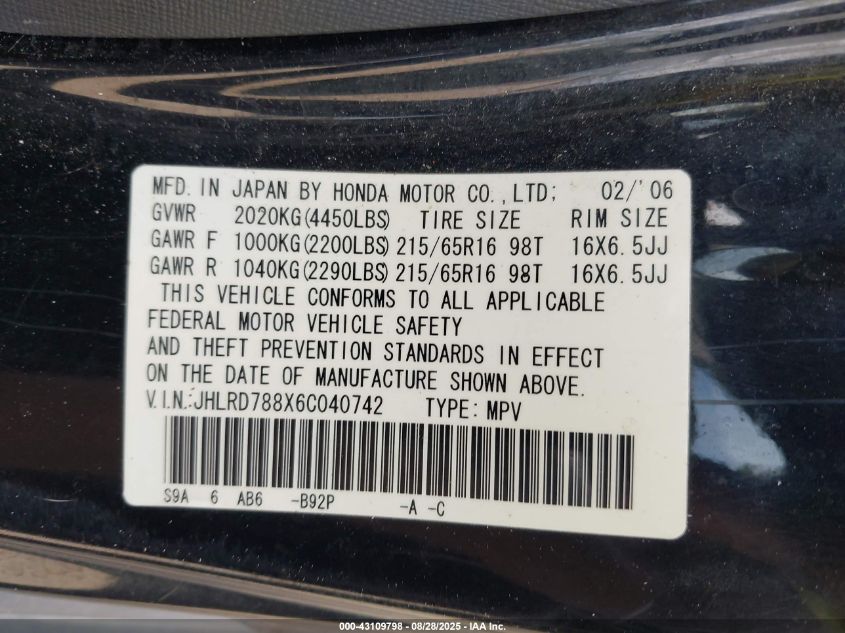 MFD. IN JAPAN BY HONDA MOTOR CO., LTD; 02/'06
GVWR 2020KG(4450LBS) TIRE SIZE RIM SIZE
GAWR F 1000KG(2200LBS) 215/65R16 98T 16X6.5JJ
GAWR R 1040KG(2290LBS) 215/65R16 98T 16X6.5JJ
THIS VEHICLE CONFORMS TO ALL APPLICABLE
FEDERAL MOTOR VEHICLE SAFETY
AND THEFT PREVENTION STANDARDS IN EFFECT
ON THE DATE OF MANUFACTURE SHOWN ABOVE.
V.I.N.:JHLRD788X6C040742 TYPE: MPV
S9A 6 AB6 -B92P -A -C
000-43109798 - 08/28/2025 - IAA Inc.